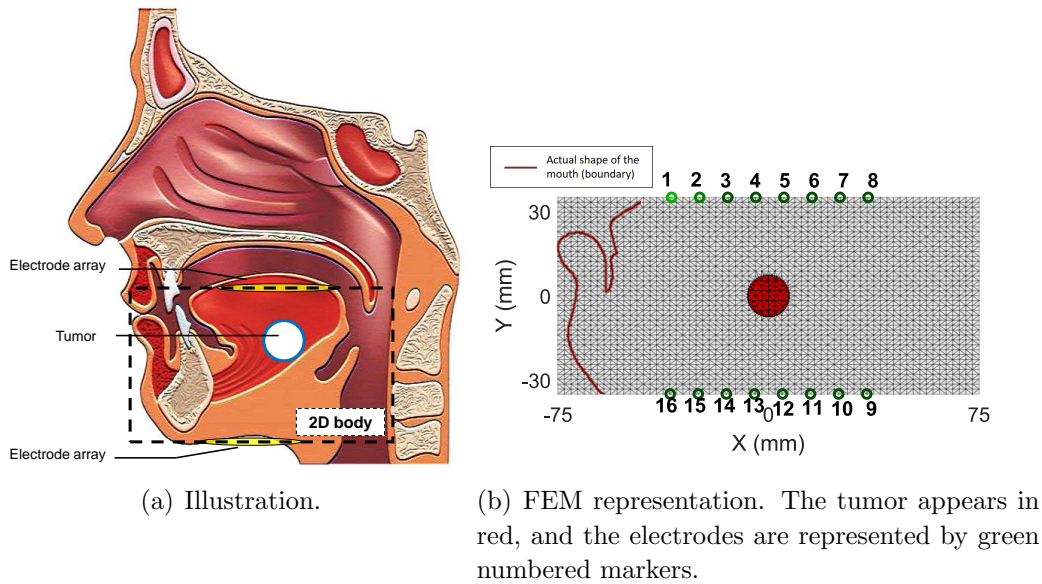 Electrode array
Tumor
2D body
Electrode array
(a) Illustration.
Actual shape of the
mouth (boundary)
1 2 3 4 5 6 7 8
30
0
-30
Y (mm)
16 15 14 13 12 11 10 9
-75 0 75
X (mm)
(b) FEM representation. The tumor appears in
red, and the electrodes are represented by green
numbered markers.